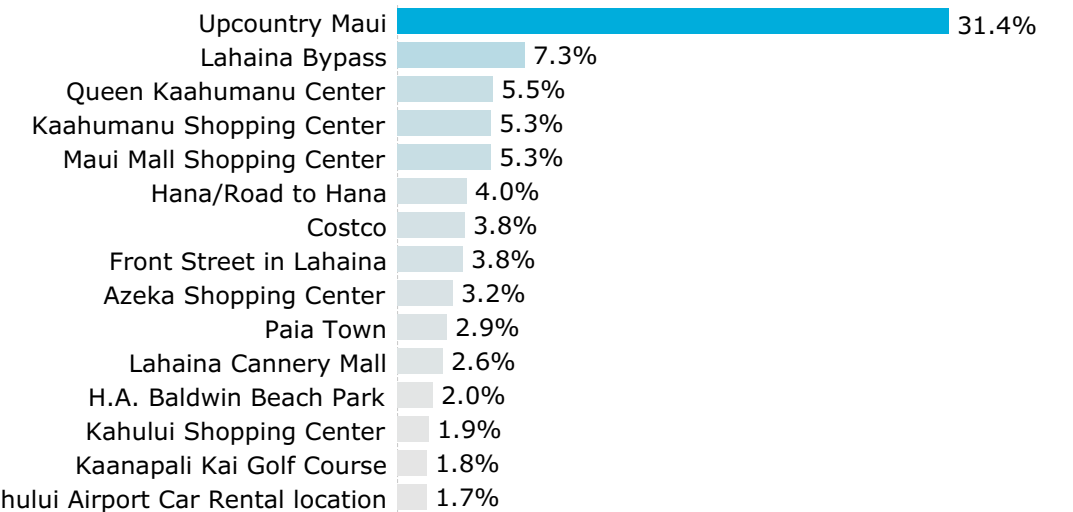 Upcountry Maui 31.4%
Lahaina Bypass 7.3%
Queen Kaahumanu Center 5.5%
Kaahumanu Shopping Center 5.3%
Maui Mall Shopping Center 5.3%
Hana/Road to Hana 4.0%
Costco 3.8%
Front Street in Lahaina 3.8%
Azeka Shopping Center 3.2%
Paia Town 2.9%
Lahaina Cannery Mall 2.6%
H.A. Baldwin Beach Park 2.0%
Kahului Shopping Center 1.9%
Kaanapali Kai Golf Course 1.8%
hului Airport Car Rental location 1.7%